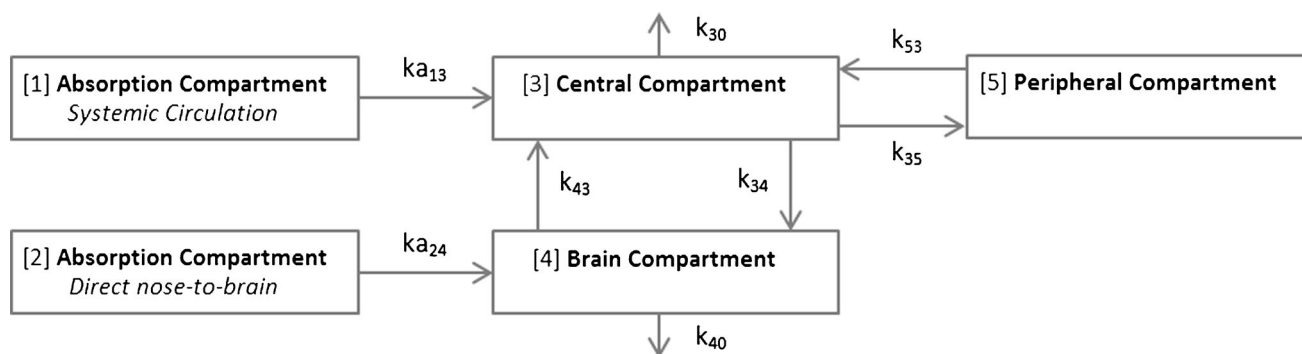 k₃₀
k₅₃
[1] Absorption Compartment
Systemic Circulation
ka₁₃
[3] Central Compartment
[5] Peripheral Compartment
k₃₅
k₄₃
k₃₄
[2] Absorption Compartment
Direct nose-to-brain
ka₂₄
[4] Brain Compartment
k₄₀